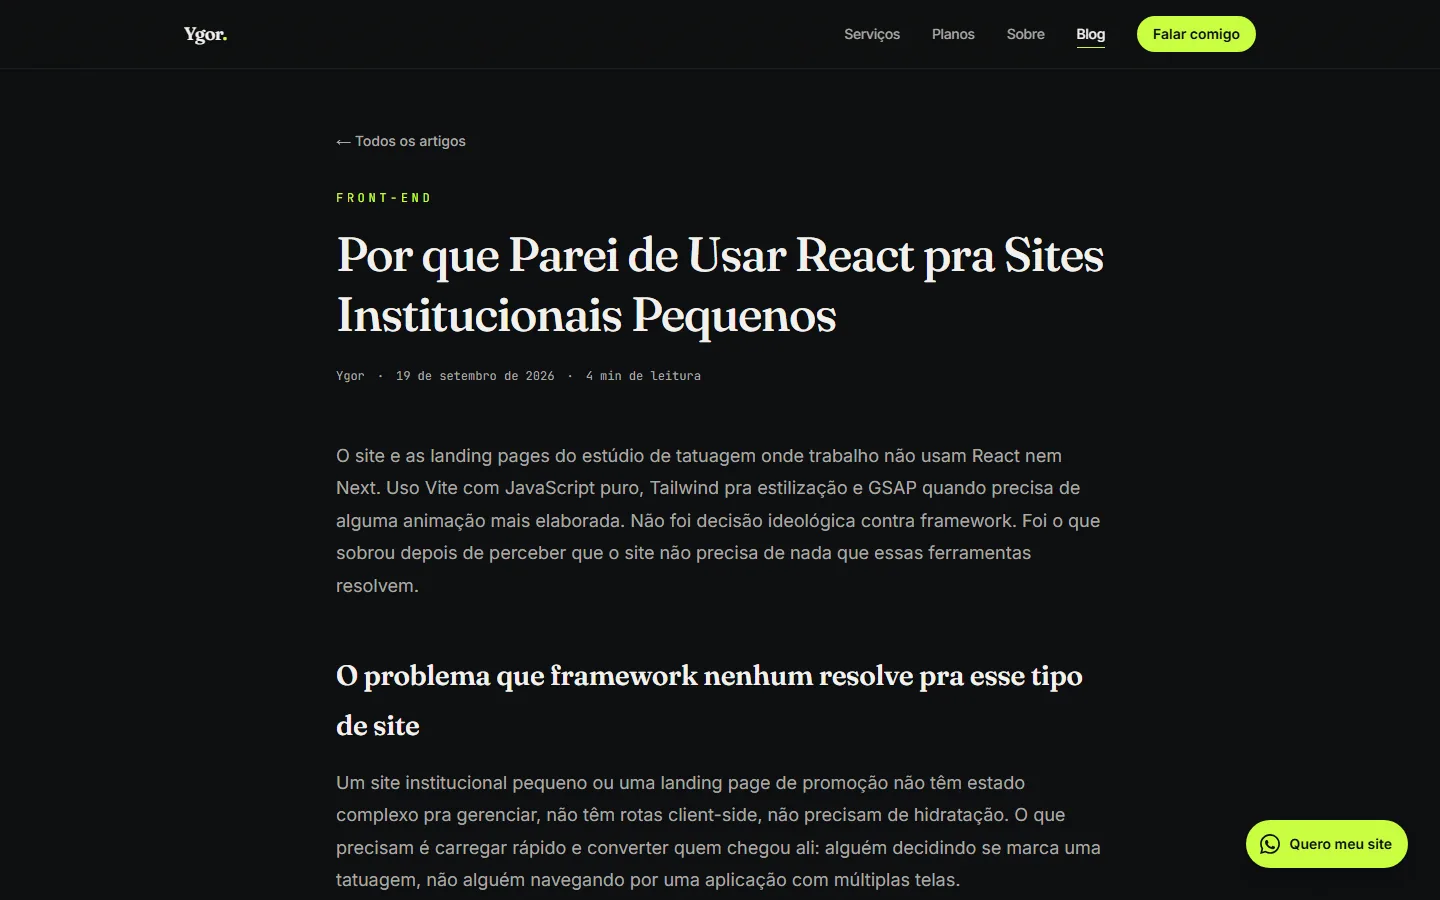 Ygor.
Serviços
Planos
Sobre
Blog
Falar comigo
← Todos os artigos
FRONT-END
Por que Parei de Usar React pra Sites
Institucionais Pequenos
Ygor · 19 de setembro de 2026 · 4 min de leitura
O site e as landing pages do estúdio de tatuagem onde trabalho não usam React nem
Next. Uso Vite com JavaScript puro, Tailwind pra estilização e GSAP quando precisa de
alguma animação mais elaborada. Não foi decisão ideológica contra framework. Foi o que
sobrou depois de perceber que o site não precisa de nada que essas ferramentas
resolvem.
O problema que framework nenhum resolve pra esse tipo
de site
Um site institucional pequeno ou uma landing page de promoção não têm estado
complexo pra gerenciar, não têm rotas client-side, não precisam de hidratação. O que
precisam é carregar rápido e converter quem chegou ali: alguém decidindo se marca uma
tatuagem, não alguém navegando por uma aplicação com múltiplas telas.
Quero meu site